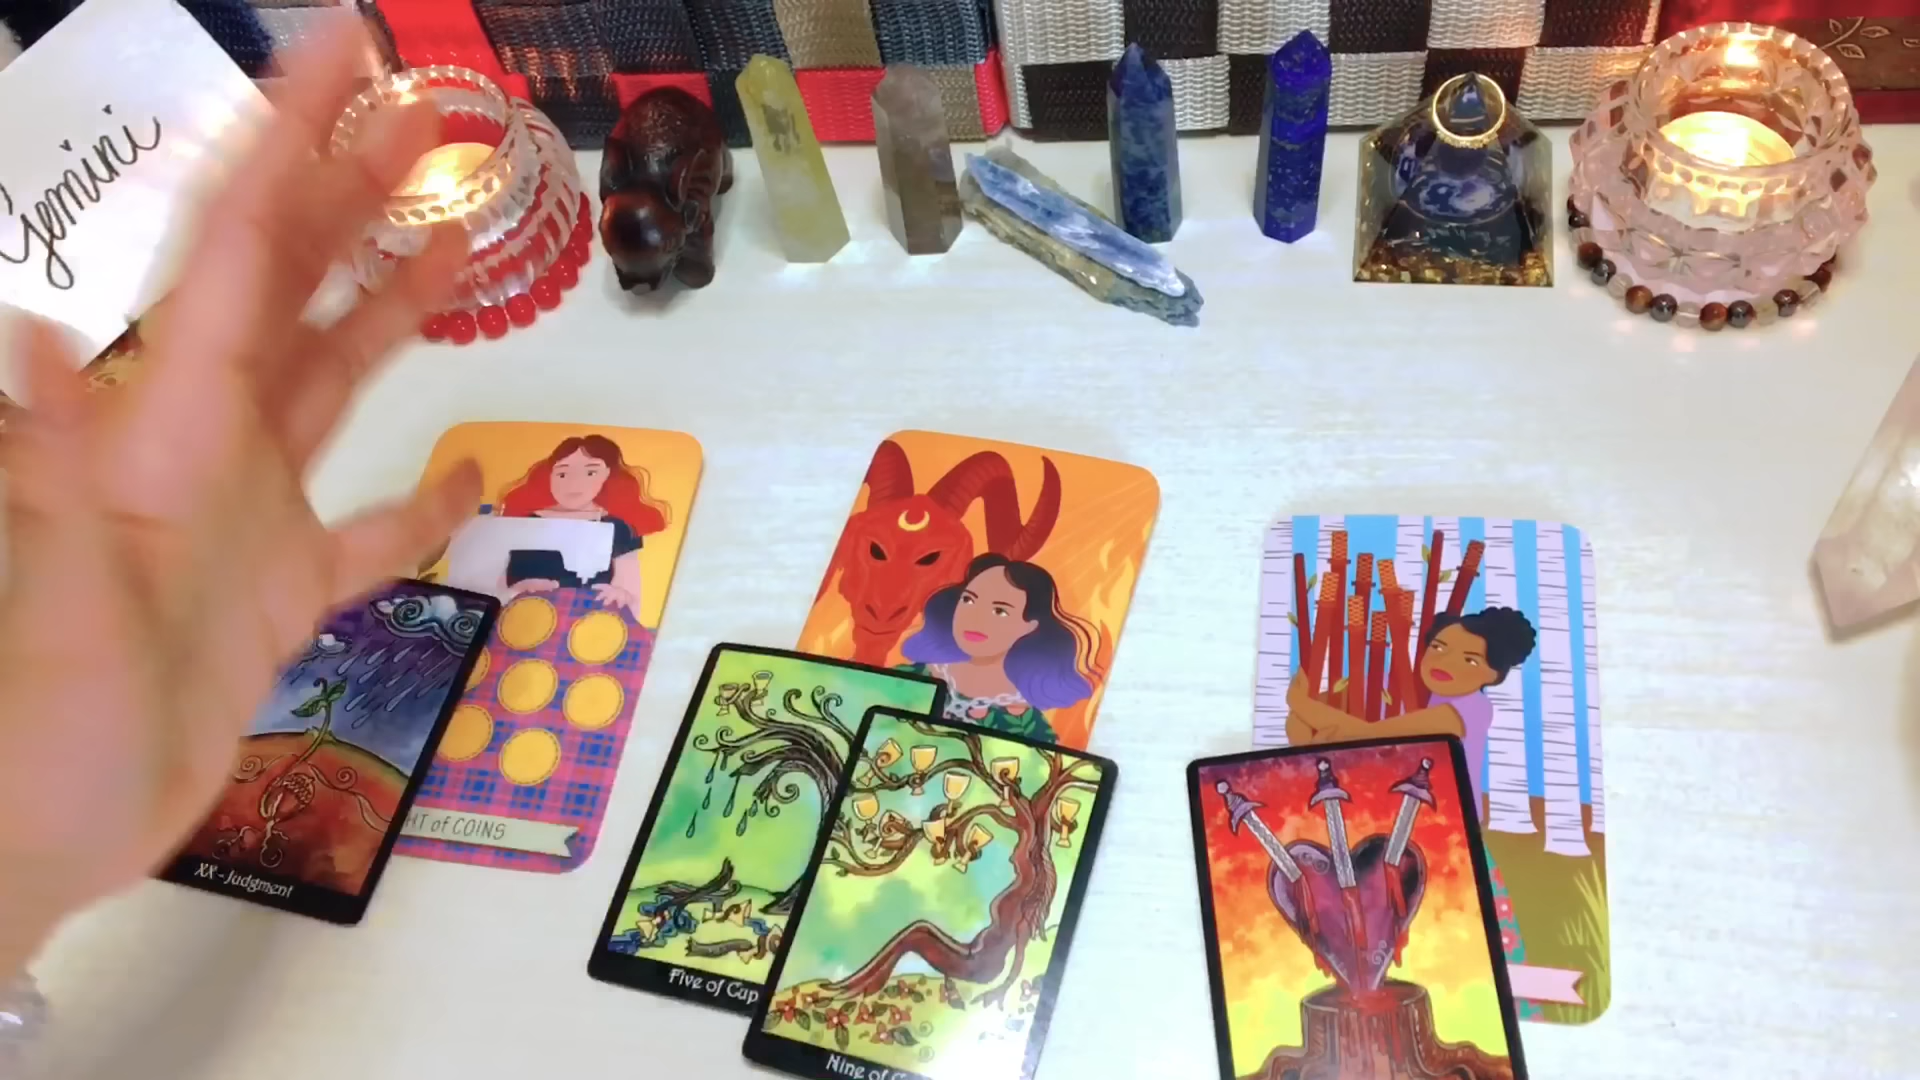 Gemini
HT of COINS
XX-Judgment
Five of Cup
Nine of